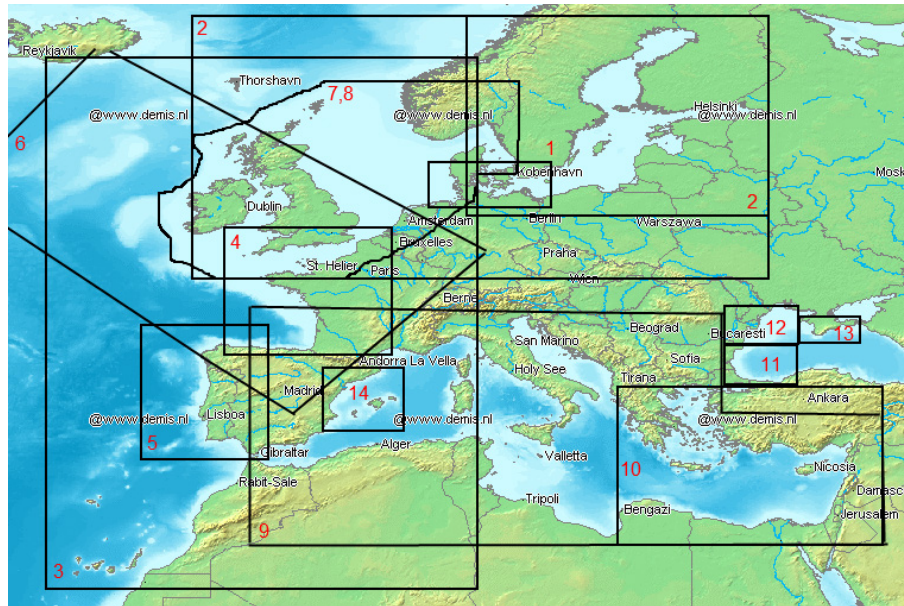 2
Reykjavik
Thorshavn
7,8
@www.demis.nl
@www.demis.nl
Helsinki
@www.demis.nl
6
1
Mosk
Kobenhavn
Dublin
2
Amsterdam
Berlin
Warszawa
4
Bruxelles
St. Helier
Praha
Paris
Wien
Berne
Beograd
Bucaresti
12
13
San Marino
Andorra La Vella
Holy See
Sofia
11
Tirana
Madrid
14
Ankara
Lisboa
@www.demis.nl
@www.demis.nl
@www.demis.nl
5
Gibraltar
Alger
Valletta
10
Nicosia
Rabit-Sale
Tripoli
Bengazi
Damasc
Jerusalem
9
3